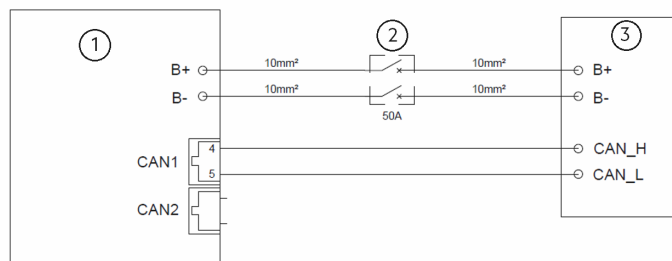 ① ② ③
B+ 10mm² 10mm² B+
B- 10mm² 10mm² B-
50A
4 CAN_H
CAN1
5 CAN_L
CAN2